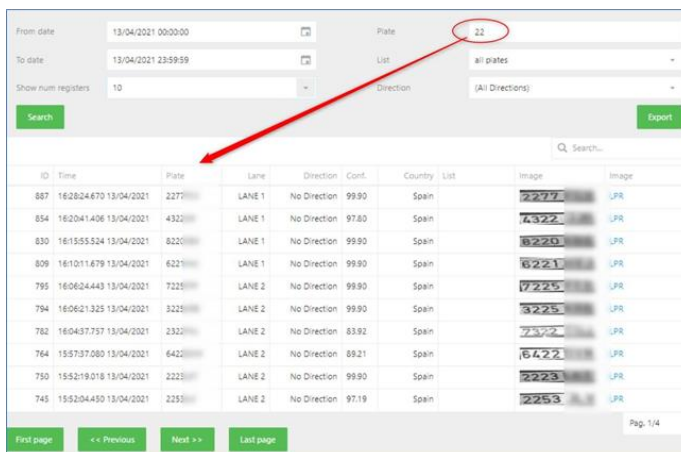 From date 13/04/2021 00:00:00 Plate 22
To date 13/04/2021 23:59:59 List all plates
Show num registers 10 Direction (All Directions)
Search Export
Search...
ID Time Plate Lane Direction Conf. Country List Image Image
887 16:28:24.670 13/04/2021 2277 LANE 1 No Direction 99.90 Spain 2277 LPR
854 16:20:41.406 13/04/2021 4322 LANE 1 No Direction 97.80 Spain 4322 LPR
830 16:15:55.524 13/04/2021 8220 LANE 1 No Direction 99.90 Spain 8220 LPR
809 16:10:11.679 13/04/2021 6221 LANE 1 No Direction 99.90 Spain 6221 LPR
795 16:06:24.443 13/04/2021 7225 LANE 2 No Direction 99.90 Spain 7225 LPR
794 16:06:21.325 13/04/2021 3225 LANE 2 No Direction 99.90 Spain 3225 LPR
782 16:04:37.757 13/04/2021 2322 LANE 2 No Direction 83.92 Spain LPR
764 15:57:37.080 13/04/2021 6422 LANE 2 No Direction 89.21 Spain 6422 LPR
750 15:52:19.018 13/04/2021 2223 LANE 2 No Direction 99.90 Spain 2223 LPR
745 15:52:04.450 13/04/2021 2253 LANE 2 No Direction 97.19 Spain 2253 LPR
Pag. 1/4
First page << Previous Next >> Last page